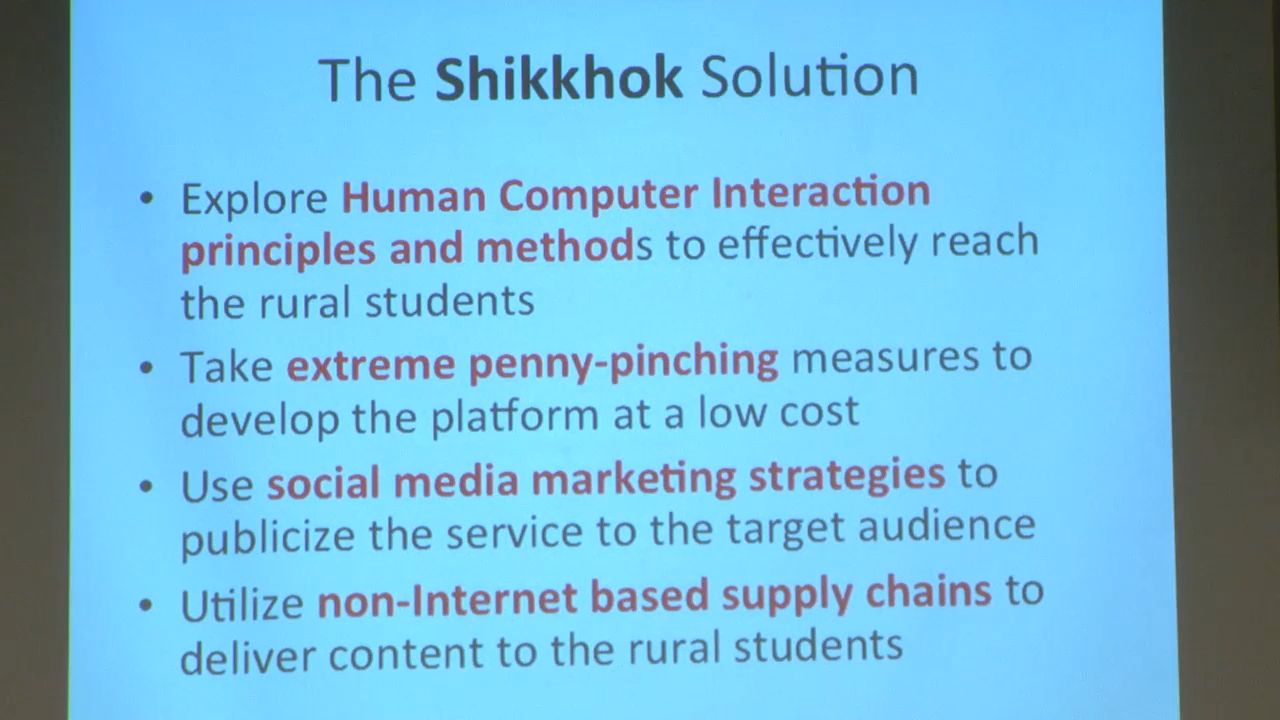 The Shikkhok Solution
• Explore Human Computer Interaction
principles and methods to effectively reach
the rural students
• Take extreme penny-pinching measures to
develop the platform at a low cost
• Use social media marketing strategies to
publicize the service to the target audience
• Utilize non-Internet based supply chains to
deliver content to the rural students